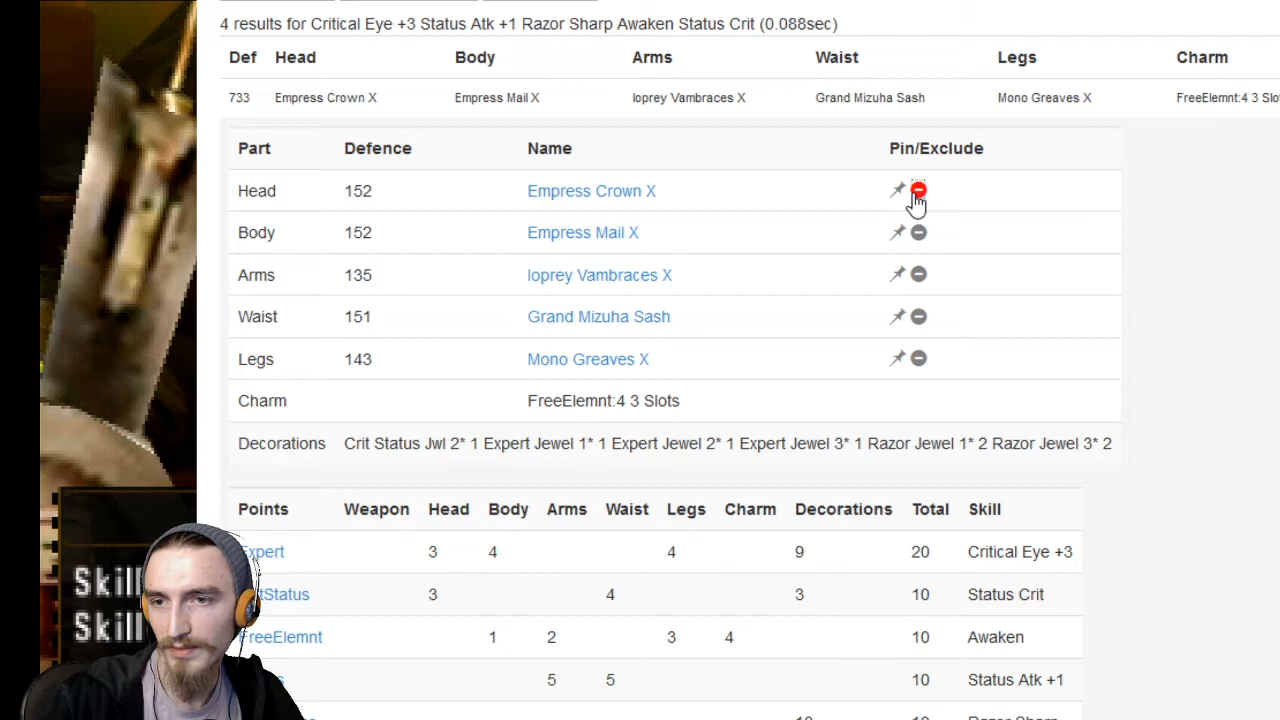 4 results for Critical Eye +3 Status Atk +1 Razor Sharp Awaken Status Crit (0.088sec)
Def Head Body Arms Waist Legs Charm
733 Empress Crown X Empress Mail X Ioprey Vambraces X Grand Mizuha Sash Mono Greaves X FreeElemnt:4 3 Slo
Part Defence Name Pin/Exclude
Head 152 Empress Crown X
Body 152 Empress Mail X
Arms 135 Ioprey Vambraces X
Waist 151 Grand Mizuha Sash
Legs 143 Mono Greaves X
Charm FreeElemnt:4 3 Slots
Decorations Crit Status Jwl 2* 1 Expert Jewel 1* 1 Expert Jewel 2* 1 Expert Jewel 3* 1 Razor Jewel 1* 2 Razor Jewel 3* 2
Points Weapon Head Body Arms Waist Legs Charm Decorations Total Skill
Expert 3 4 4 9 20 Critical Eye +3
tStatus 3 4 3 10 Status Crit
FreeElemnt 1 2 3 4 10 Awaken
5 5 10 Status Atk +1
Skill
Skill